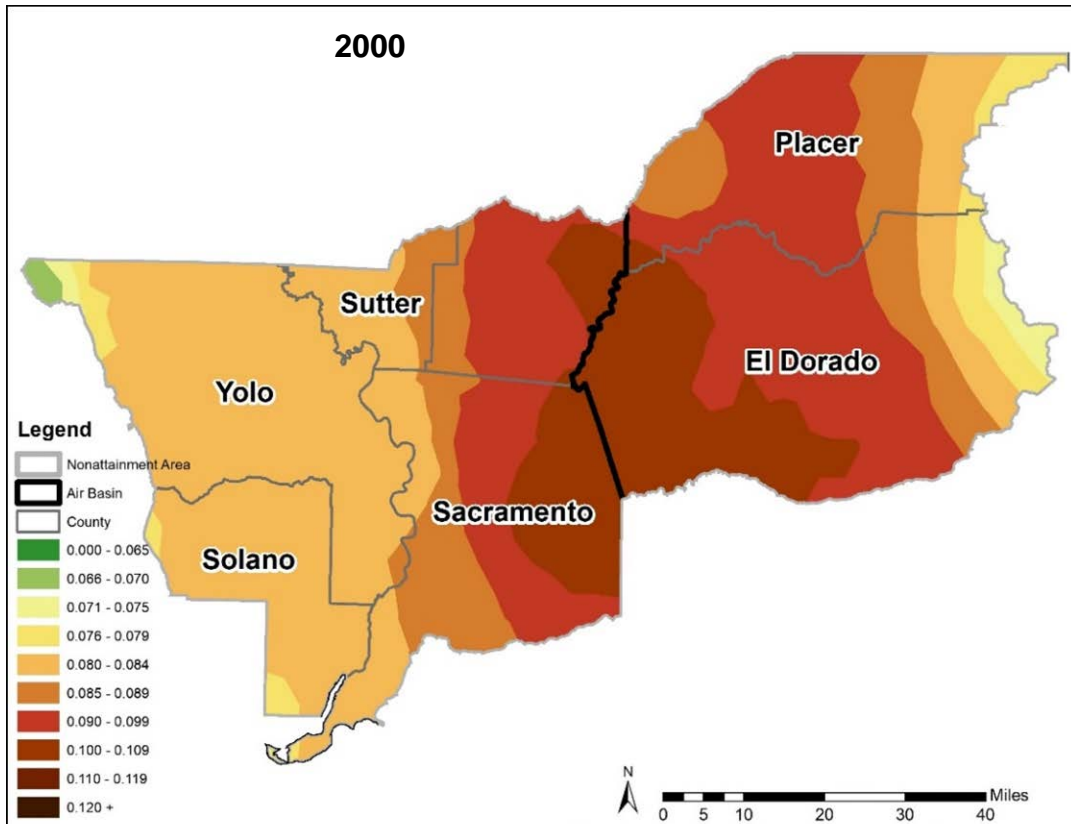 2000
Placer
Sutter
El Dorado
Yolo
Sacramento
Solano
Legend
Nonattainment Area
Air Basin
County
0.000 - 0.065
0.066 - 0.070
0.071 - 0.075
0.076 - 0.079
0.080 - 0.084
0.085 - 0.089
0.090 - 0.099
0.100 - 0.109
0.110 - 0.119
0.120 +
N
Miles
0 5 10 20 30 40